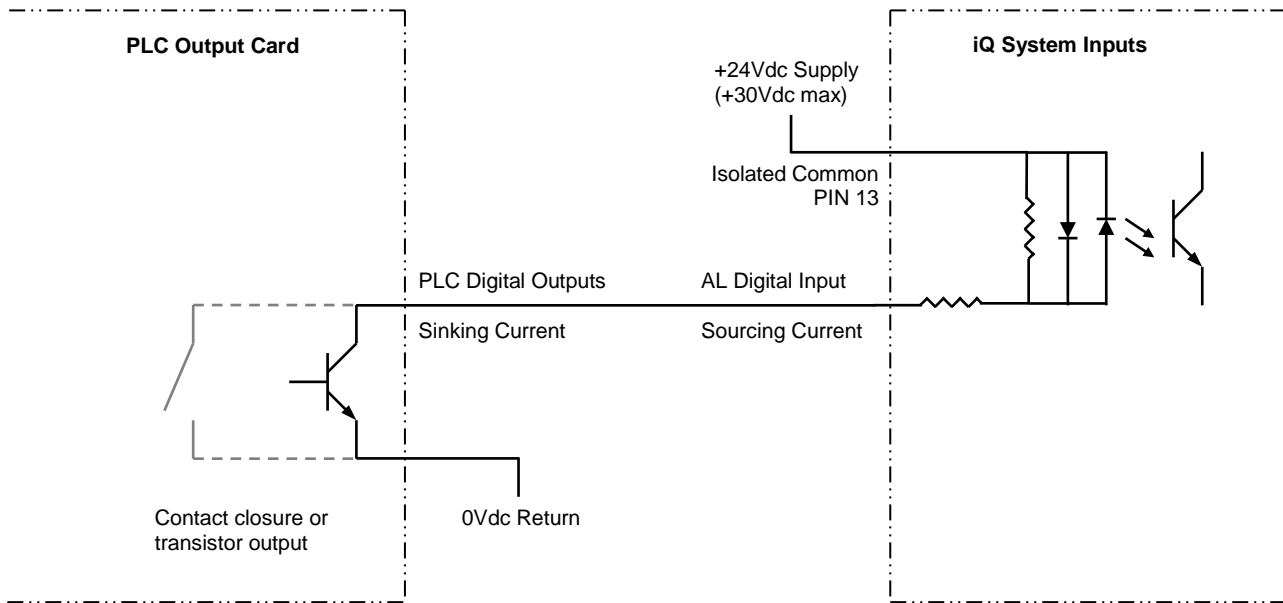 PLC Output Card
iQ System Inputs
+24Vdc Supply
(+30Vdc max)
Isolated Common
PIN 13
PLC Digital Outputs
AL Digital Input
Sinking Current
Sourcing Current
Contact closure or
transistor output
0Vdc Return